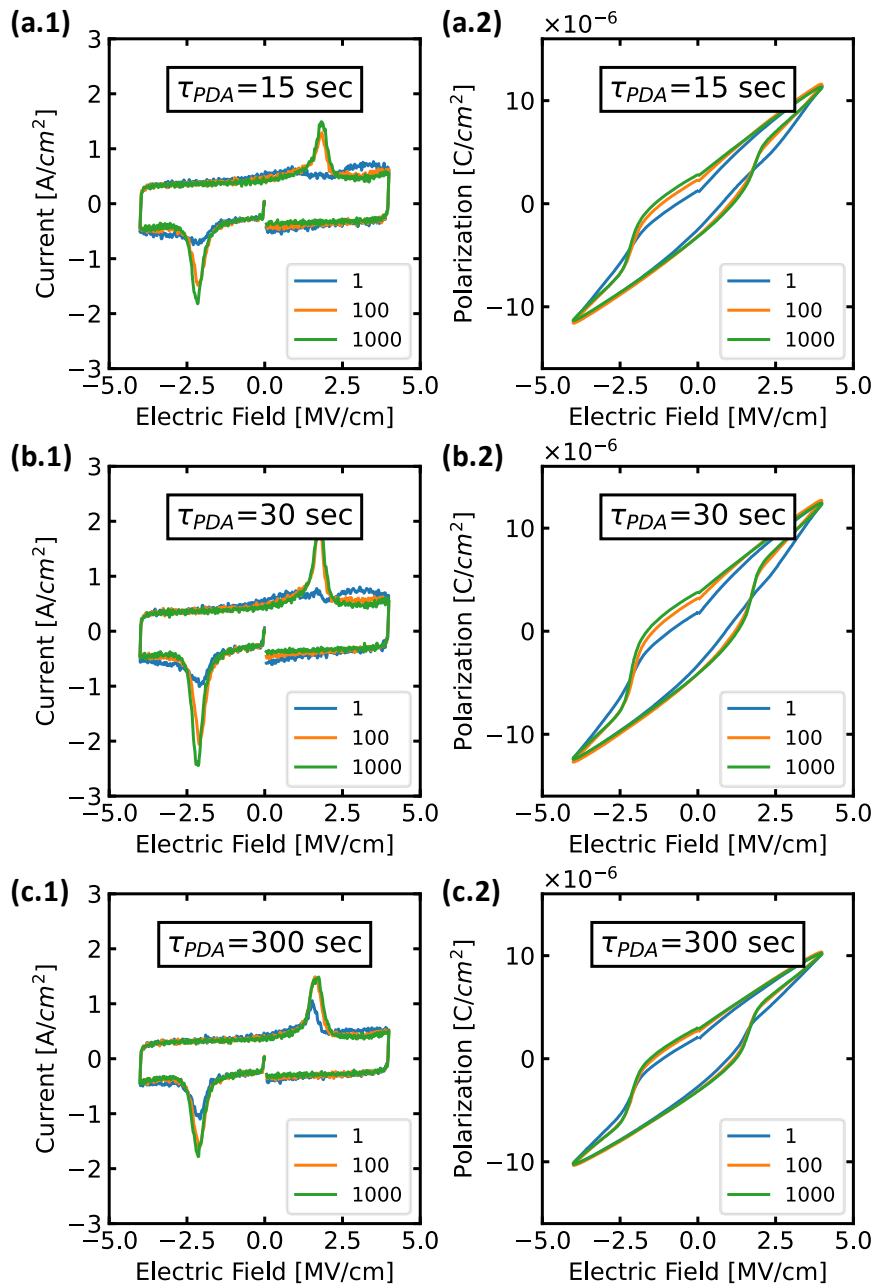 (a.1)
3
2
1
0
−1
−2
−3
Current [A/cm²]
τPDA=15 sec
1
100
1000
−5.0 −2.5 0.0 2.5 5.0
Electric Field [MV/cm]
(a.2)
×10⁻⁶
10
0
−10
Polarization [C/cm²]
τPDA=15 sec
1
100
1000
−5.0 −2.5 0.0 2.5 5.0
Electric Field [MV/cm]
(b.1)
3
2
1
0
−1
−2
−3
Current [A/cm²]
τPDA=30 sec
1
100
1000
−5.0 −2.5 0.0 2.5 5.0
Electric Field [MV/cm]
(b.2)
×10⁻⁶
10
0
−10
Polarization [C/cm²]
τPDA=30 sec
1
100
1000
−5.0 −2.5 0.0 2.5 5.0
Electric Field [MV/cm]
(c.1)
3
2
1
0
−1
−2
−3
Current [A/cm²]
τPDA=300 sec
1
100
1000
−5.0 −2.5 0.0 2.5 5.0
Electric Field [MV/cm]
(c.2)
×10⁻⁶
10
0
−10
Polarization [C/cm²]
τPDA=300 sec
1
100
1000
−5.0 −2.5 0.0 2.5 5.0
Electric Field [MV/cm]